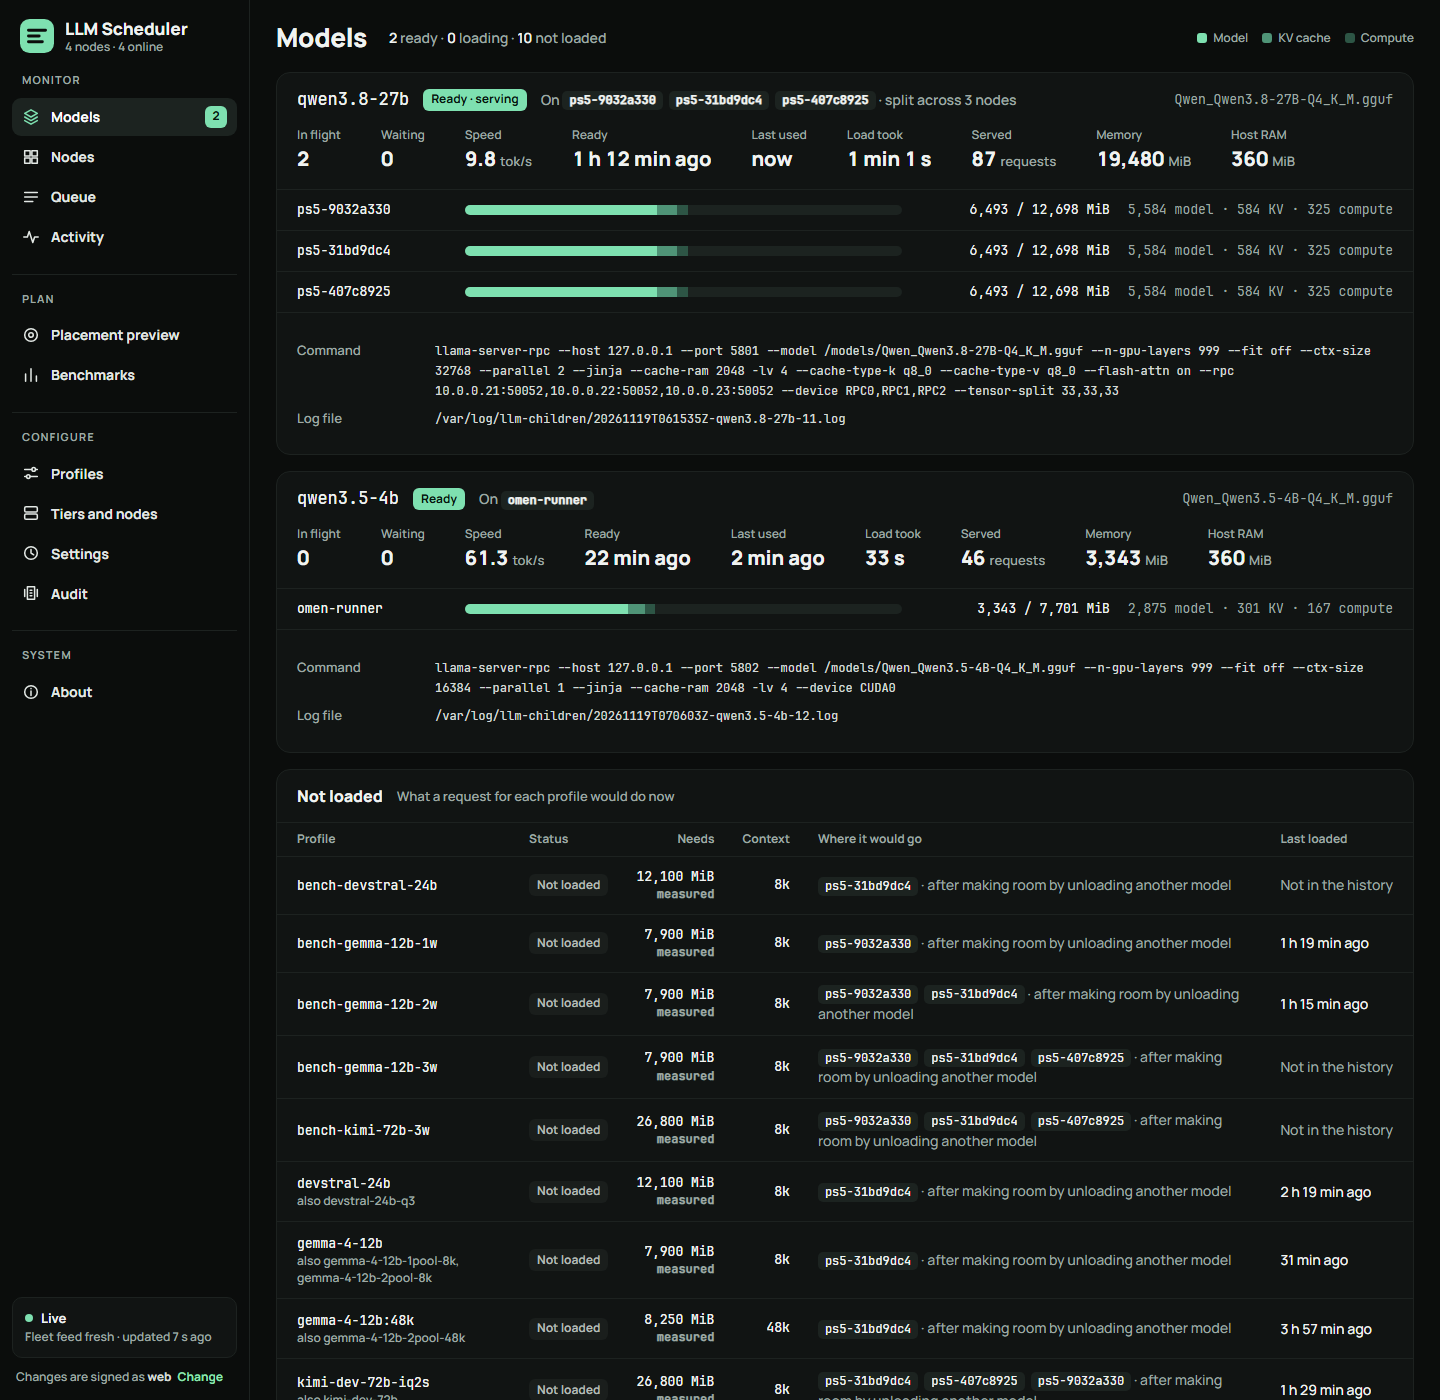 LLM Scheduler
4 nodes · 4 online
MONITOR
Models 2
Nodes
Queue
Activity
PLAN
Placement preview
Benchmarks
CONFIGURE
Profiles
Tiers and nodes
Settings
Audit
SYSTEM
About
Live
Fleet feed fresh · updated 7 s ago
Changes are signed as web Change
Models 2 ready · 0 loading · 10 not loaded
Model KV cache Compute
qwen3.8-27b Ready · serving On ps5-9032a330 ps5-31bd9dc4 ps5-407c8925 · split across 3 nodes Qwen_Qwen3.8-27B-Q4_K_M.gguf
In flight Waiting Speed Ready Last used Load took Served Memory Host RAM
2 0 9.8 tok/s 1 h 12 min ago now 1 min 1 s 87 requests 19,480 MiB 360 MiB
ps5-9032a330 6,493 / 12,698 MiB 5,584 model · 584 KV · 325 compute
ps5-31bd9dc4 6,493 / 12,698 MiB 5,584 model · 584 KV · 325 compute
ps5-407c8925 6,493 / 12,698 MiB 5,584 model · 584 KV · 325 compute
Command llama-server-rpc --host 127.0.0.1 --port 5801 --model /models/Qwen_Qwen3.8-27B-Q4_K_M.gguf --n-gpu-layers 999 --fit off --ctx-size
32768 --parallel 2 --jinja --cache-ram 2048 -lv 4 --cache-type-k q8_0 --cache-type-v q8_0 --flash-attn on --rpc
10.0.0.21:50052,10.0.0.22:50052,10.0.0.23:50052 --device RPC0,RPC1,RPC2 --tensor-split 33,33,33
Log file /var/log/llm-children/20261119T061535Z-qwen3.8-27b-11.log
qwen3.5-4b Ready On omen-runner Qwen_Qwen3.5-4B-Q4_K_M.gguf
In flight Waiting Speed Ready Last used Load took Served Memory Host RAM
0 0 61.3 tok/s 22 min ago 2 min ago 33 s 46 requests 3,343 MiB 360 MiB
omen-runner 3,343 / 7,701 MiB 2,875 model · 301 KV · 167 compute
Command llama-server-rpc --host 127.0.0.1 --port 5802 --model /models/Qwen_Qwen3.5-4B-Q4_K_M.gguf --n-gpu-layers 999 --fit off --ctx-size
16384 --parallel 1 --jinja --cache-ram 2048 -lv 4 --device CUDA0
Log file /var/log/llm-children/20261119T070603Z-qwen3.5-4b-12.log
Not loaded What a request for each profile would do now
Profile Status Needs Context Where it would go Last loaded
bench-devstral-24b Not loaded 12,100 MiB measured 8k ps5-31bd9dc4 · after making room by unloading another model Not in the history
bench-gemma-12b-1w Not loaded 7,900 MiB measured 8k ps5-9032a330 · after making room by unloading another model 1 h 19 min ago
bench-gemma-12b-2w Not loaded 7,900 MiB measured 8k ps5-9032a330 ps5-31bd9dc4 · after making room by unloading
another model 1 h 15 min ago
bench-gemma-12b-3w Not loaded 7,900 MiB measured 8k ps5-9032a330 ps5-31bd9dc4 ps5-407c8925 · after making
room by unloading another model Not in the history
bench-kimi-72b-3w Not loaded 26,800 MiB measured 8k ps5-9032a330 ps5-31bd9dc4 ps5-407c8925 · after making
room by unloading another model Not in the history
devstral-24b
also devstral-24b-q3 Not loaded 12,100 MiB measured 8k ps5-31bd9dc4 · after making room by unloading another model 2 h 19 min ago
gemma-4-12b
also gemma-4-12b-1pool-8k,
gemma-4-12b-2pool-8k Not loaded 7,900 MiB measured 8k ps5-31bd9dc4 · after making room by unloading another model 31 min ago
gemma-4-12b:48k
also gemma-4-12b-2pool-48k Not loaded 8,250 MiB measured 48k ps5-31bd9dc4 · after making room by unloading another model 3 h 57 min ago
kimi-dev-72b-iq2s
also kimi-dev-72b Not loaded 26,800 MiB measured 8k ps5-31bd9dc4 ps5-407c8925 ps5-9032a330 · after making
room by unloading another model 1 h 29 min ago